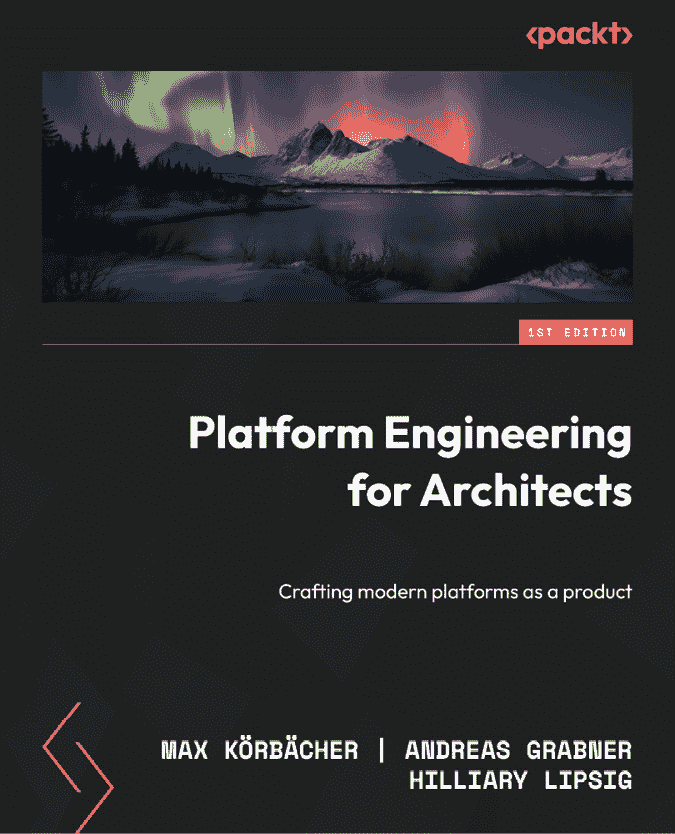 <packt>
1ST EDITION
Platform Engineering
for Architects
Crafting modern platforms as a product
MAX KÖRBÄCHER | ANDREAS GRABNER
HILLIARY LIPSIG